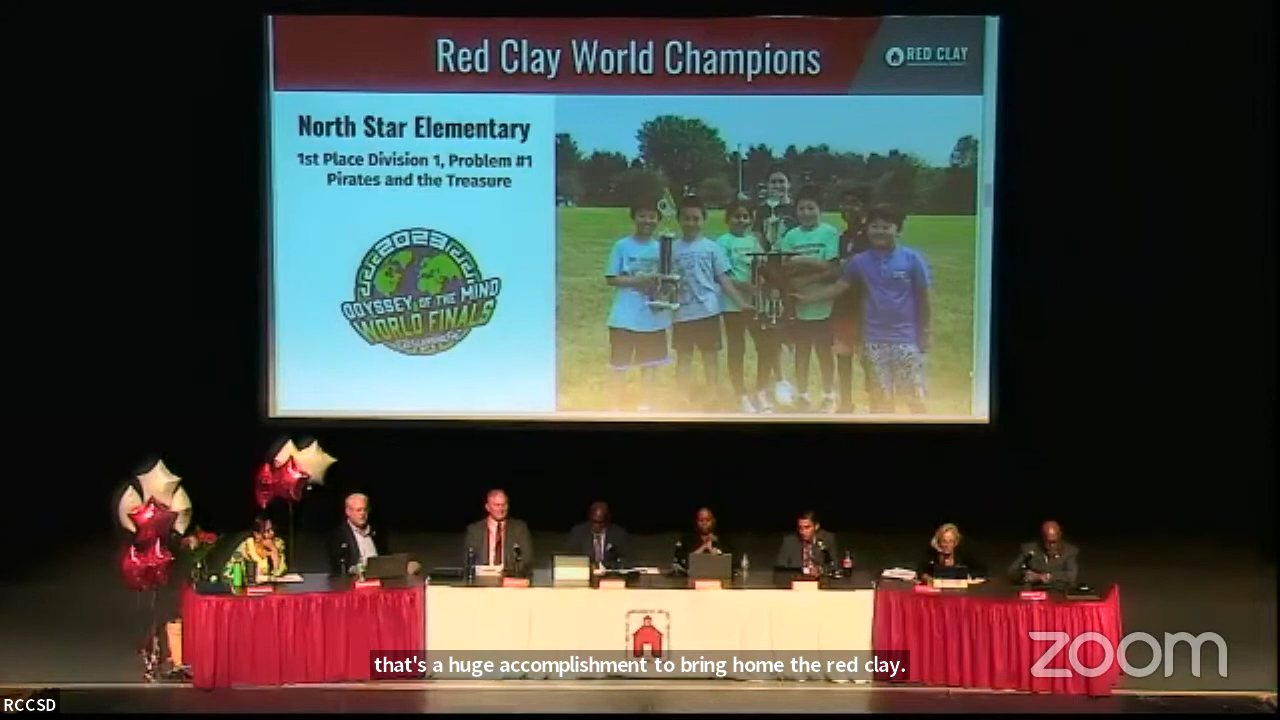 Red Clay World Champions
RED CLAY
North Star Elementary
1st Place Division 1, Problem #1
Pirates and the Treasure
2023
ODYSSEY OF THE MIND
WORLD FINALS
that's a huge accomplishment to bring home the red clay.
zoom
RCCSD